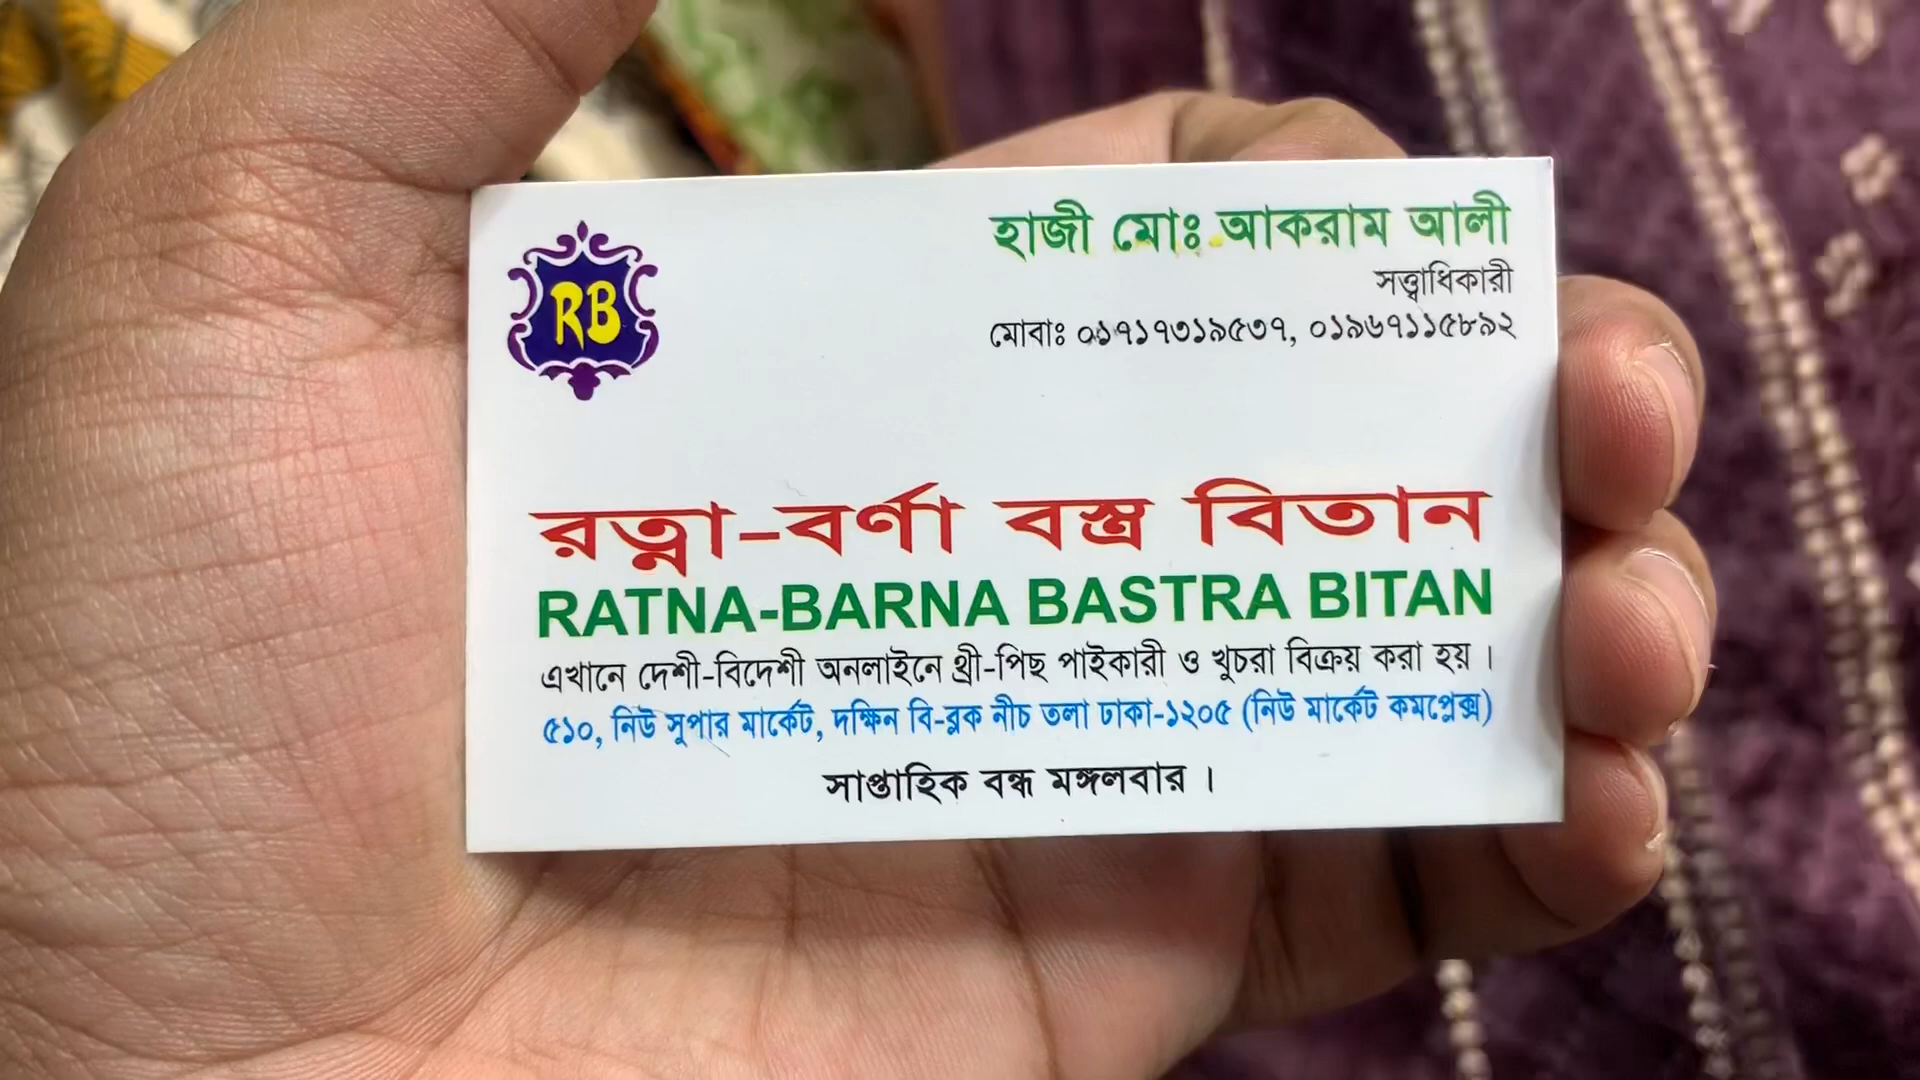 RB
হাজী মোঃ আকরাম আলী
সত্ত্বাধিকারী
মোবাঃ ০১৭১৭৩১৯৫৩৭, ০১৯৬৭১১৫৮৯২
রত্না-বর্ণা বস্ত্র বিতান
RATNA-BARNA BASTRA BITAN
এখানে দেশী-বিদেশী অনলাইনে থ্রী-পিছ পাইকারী ও খুচরা বিক্রয় করা হয়।
৫১০, নিউ সুপার মার্কেট, দক্ষিন বি-ব্লক নীচ তলা ঢাকা-১২০৫ (নিউ মার্কেট কমপ্লেক্স)
সাপ্তাহিক বন্ধ মঙ্গলবার।